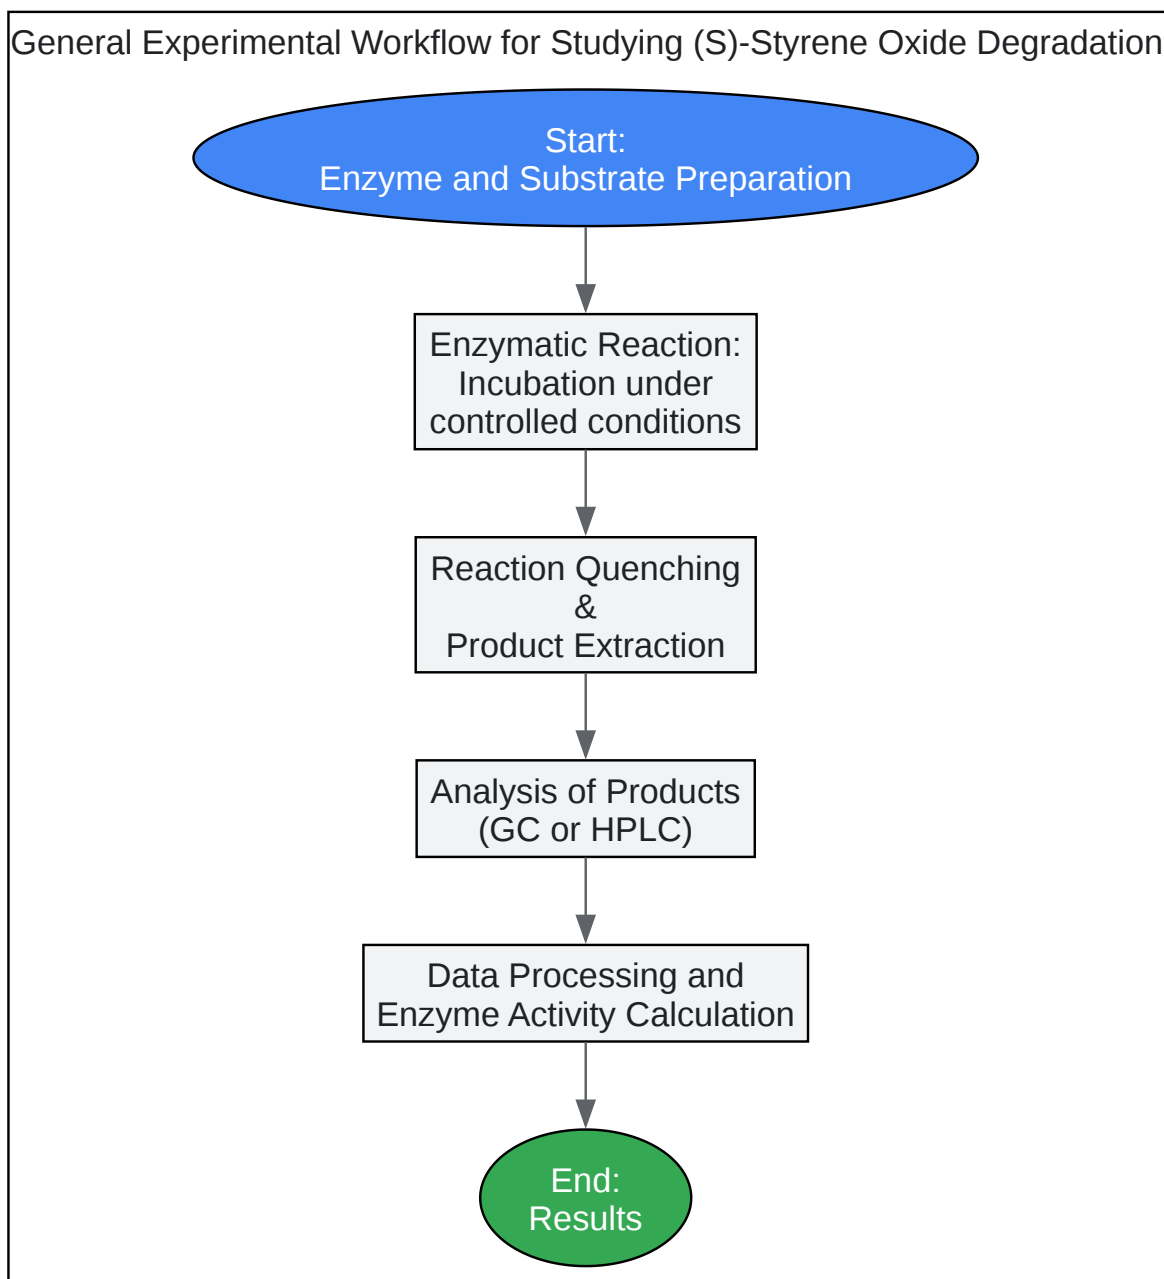 General Experimental Workflow for Studying (S)-Styrene Oxide Degradation
Start:
Enzyme and Substrate Preparation
Enzymatic Reaction:
Incubation under
controlled conditions
Reaction Quenching
&
Product Extraction
Analysis of Products
(GC or HPLC)
Data Processing and
Enzyme Activity Calculation
End:
Results